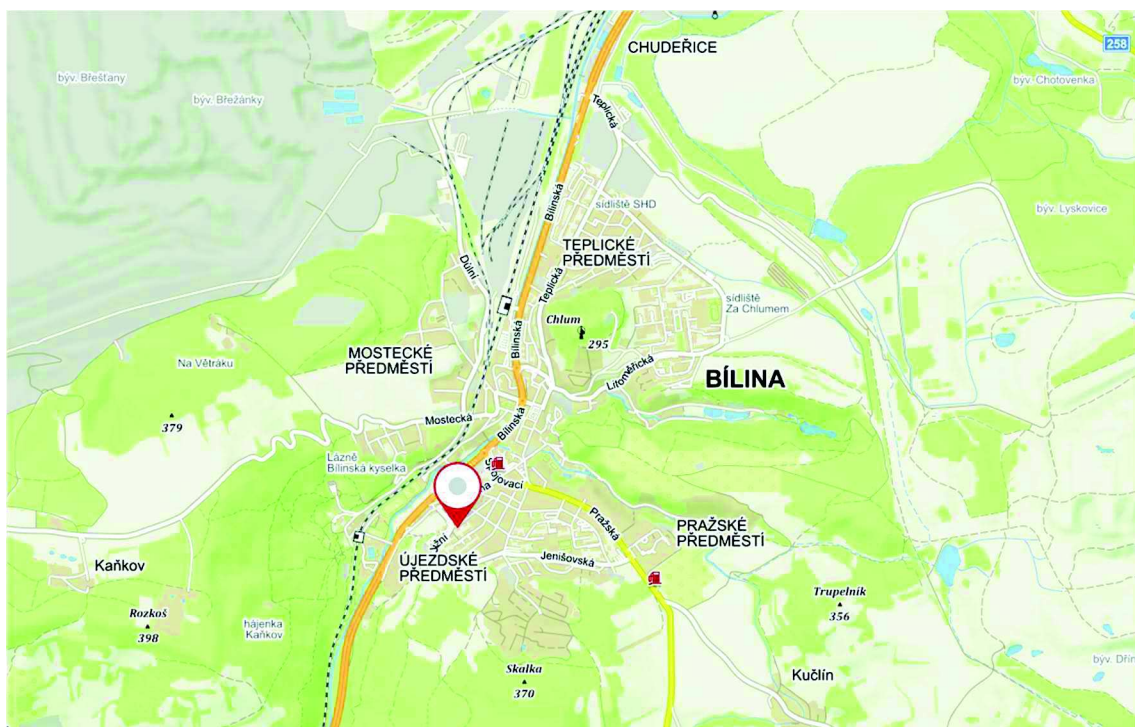 CHUDEŘICE
258
býv. Břešťany
býv. Chotovenka
býv. Břežánky
Teplická
Bílinská
sídliště SHD
býv. Lyskovice
TEPLICKÉ
PŘEDMĚSTÍ
Důlní
Teplická
sídliště
Za Chlumem
Chlum
295
Bílinská
MOSTECKÉ
PŘEDMĚSTÍ
Na Větráku
Litoměřická
BÍLINA
379
Mostecká
Bílinská
Lázně
Bílinská kyselka
Spojovací
Pražská
PRAŽSKÉ
PŘEDMĚSTÍ
Jenišovská
ÚJEZDSKÉ
PŘEDMĚSTÍ
Kaňkov
Rozkoš
398
hájenka
Kaňkov
Trupelník
356
Skalka
370
Kučlín